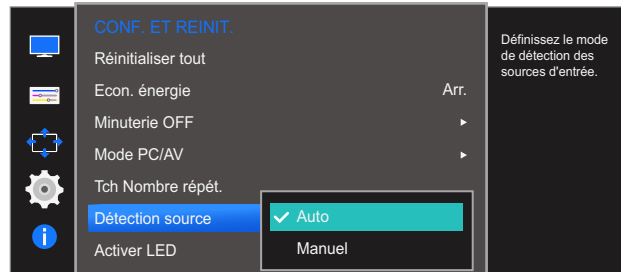 CONF. ET REINIT.
Réinitialiser tout
Econ. énergie Arr.
Minuterie OFF
Mode PC/AV
Tch Nombre répét.
Détection source
Auto
Activer LED
Manuel
Définissez le mode
de détection des
sources d'entrée.